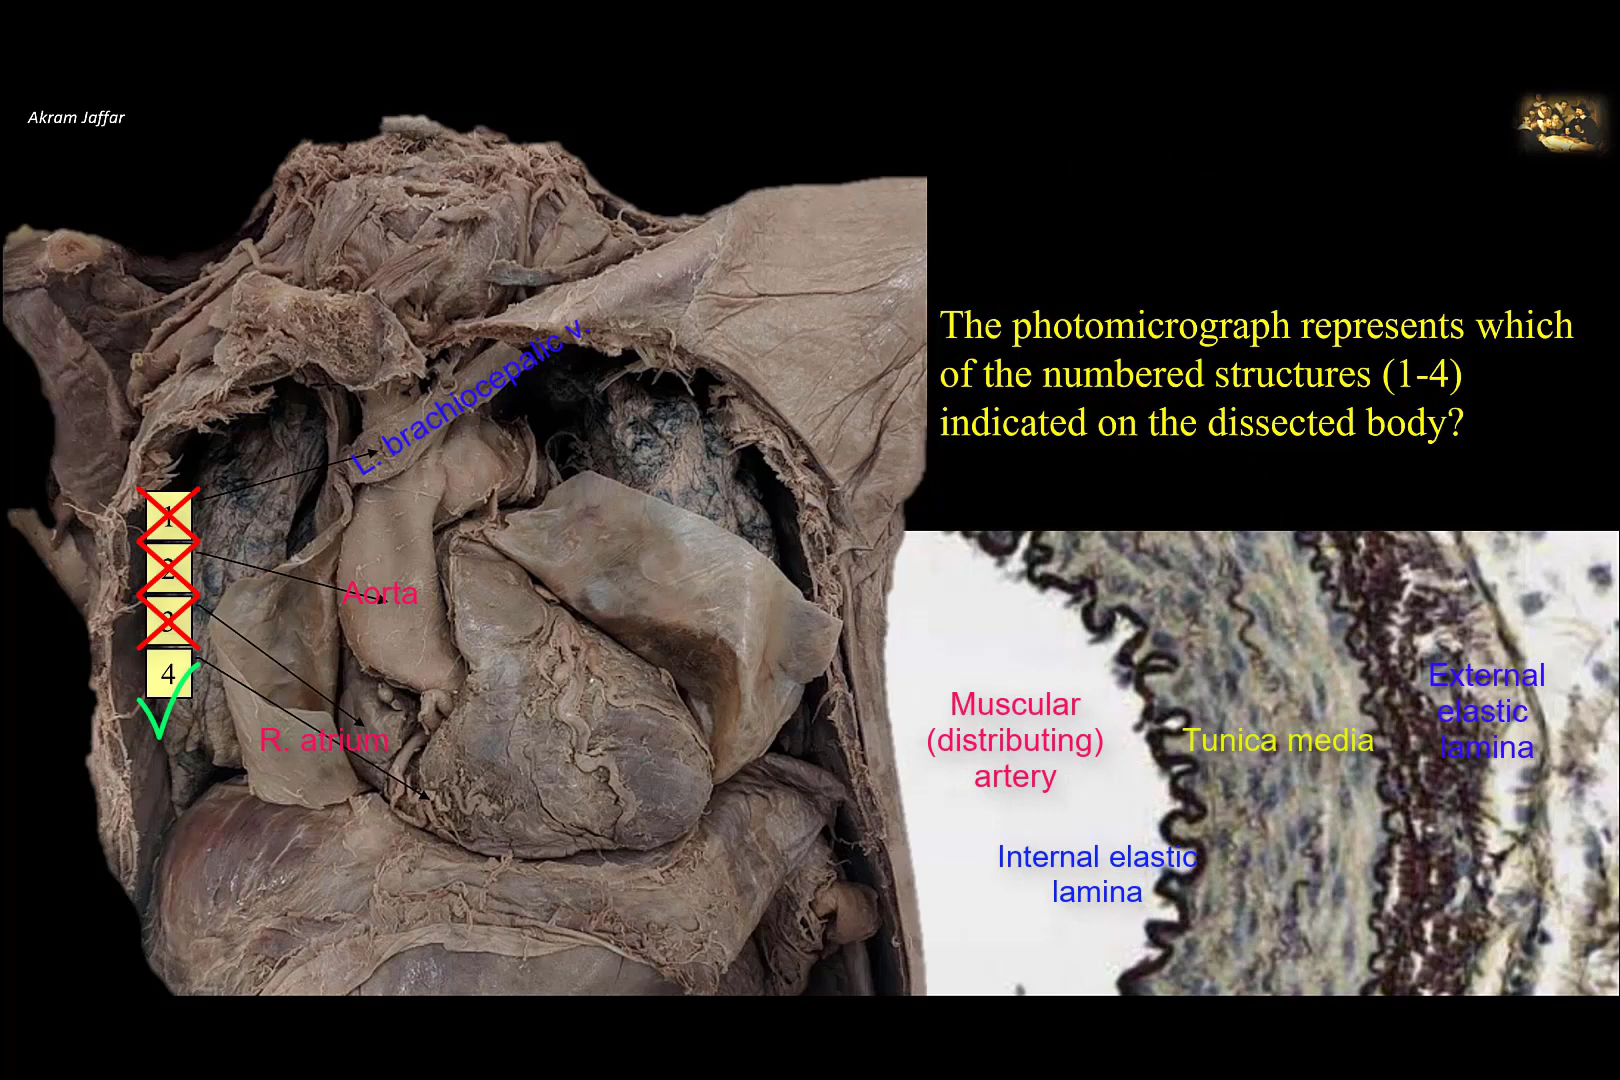 Akram Jaffar
The photomicrograph represents which
of the numbered structures (1-4)
indicated on the dissected body?
L. brachiocepalic v.
1
2
3
4
Aorta
R. atrium
Muscular
(distributing)
artery
Internal elastic
lamina
Tunica media
External
elastic
lamina